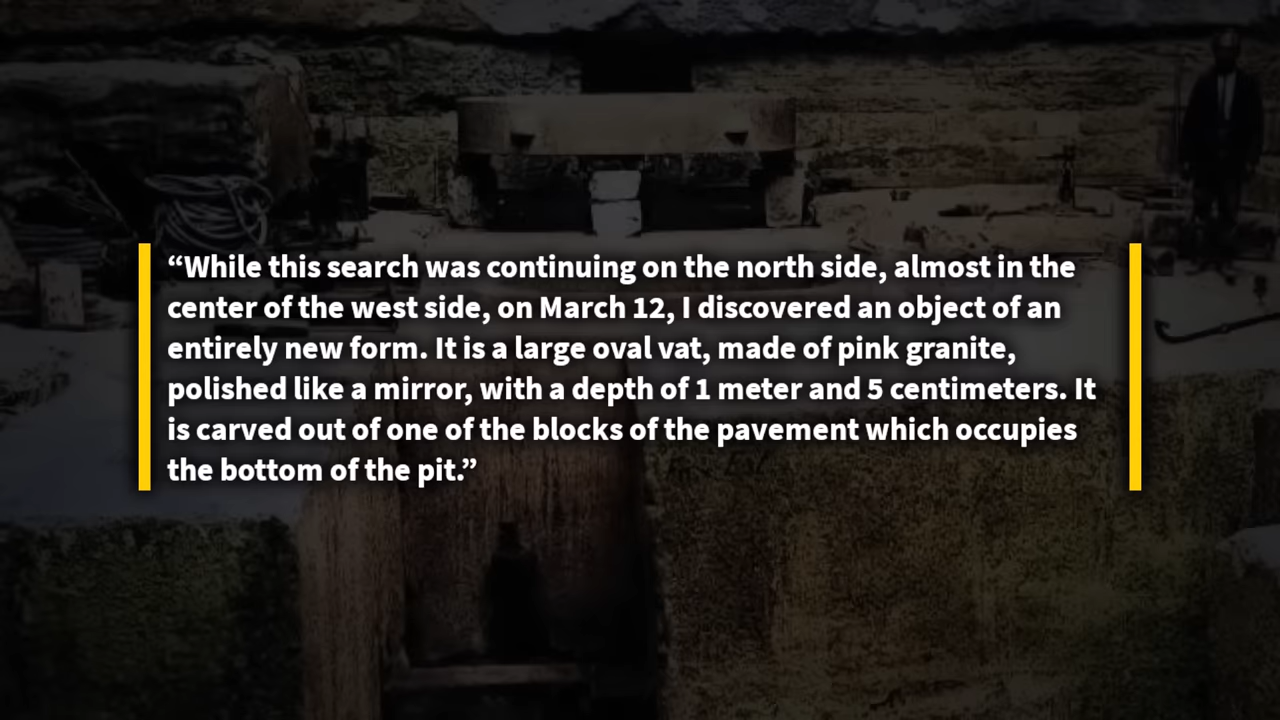 “While this search was continuing on the north side, almost in the
center of the west side, on March 12, I discovered an object of an
entirely new form. It is a large oval vat, made of pink granite,
polished like a mirror, with a depth of 1 meter and 5 centimeters. It
is carved out of one of the blocks of the pavement which occupies
the bottom of the pit.”